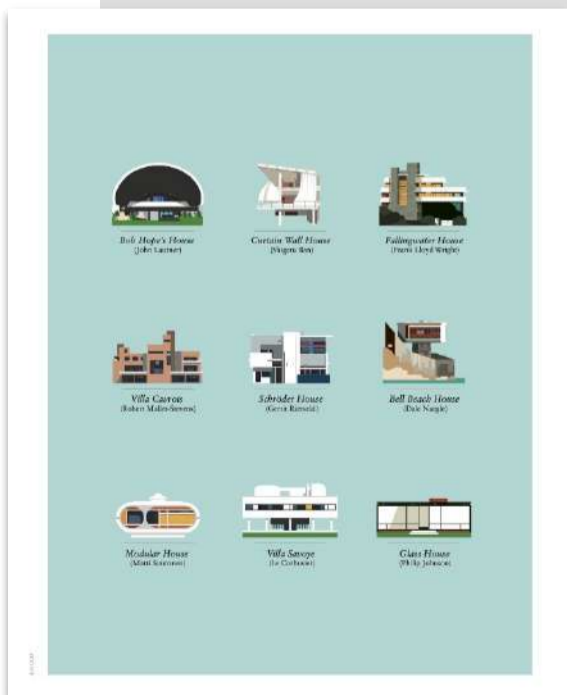 Bob Hope's House
(John Lautner)
Curtain Wall House
(Shigeru Ban)
Fallingwater House
(Frank Lloyd Wright)
Villa Cavrois
(Robert Mallet-Stevens)
Schröder House
(Gerrit Rietveld)
Bell Beach House
(Dale Naegle)
Modular House
(Matti Suuronen)
Villa Savoye
(Le Corbusier)
Glass House
(Philip Johnson)